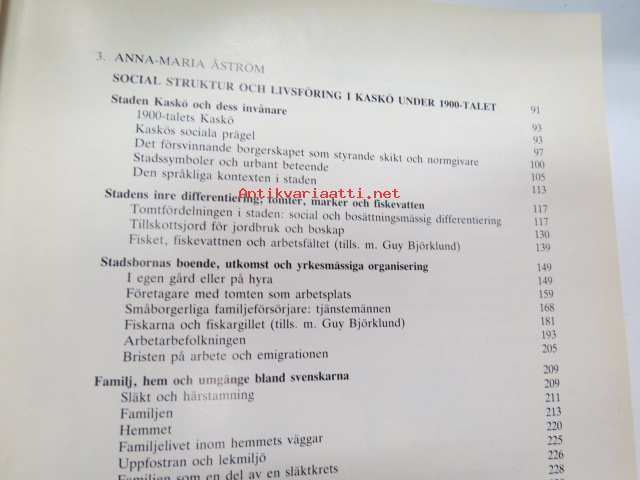 3. ANNA-MARIA ÅSTRÖM
SOCIAL STRUKTUR OCH LIVSFÖRING I KASKÖ UNDER 1900-TALET 91
Staden Kaskö och dess invånare 93
1900-talets Kaskö 93
Kaskös sociala prägel 97
Det försvinnande borgerskapet som styrande skikt och normgivare 100
Stadssymboler och urbant beteende 105
Den språkliga kontexten i staden 113
Antikvariaatti.net
Stadens inre differentiering; tomter, marker och fiskevatten 117
Tomtfördelningen i staden: social och bosättningsmässig differentiering 117
Tillskottsjord för jordbruk och boskap 130
Fisket, fiskevattnen och arbetsfältet (tills. m. Guy Björklund) 139
Stadsbornas boende, utkomst och yrkesmässiga organisering 149
I egen gård eller på hyra 149
Företagare med tomten som arbetsplats 159
Småborgerliga familjeförsörjare: tjänstemännen 168
Fiskarna och fiskargillet (tills. m. Guy Björklund) 181
Arbetarbefolkningen 193
Bristen på arbete och emigrationen 205
Familj, hem och umgänge bland svenskarna 209
Släkt och härstamning 209
Familjen 211
Hemmet 213
Familjelivet inom hemmets väggar 220
Uppfostran och lekmiljö 225
Familjen som en del av en släktkrets 226
228